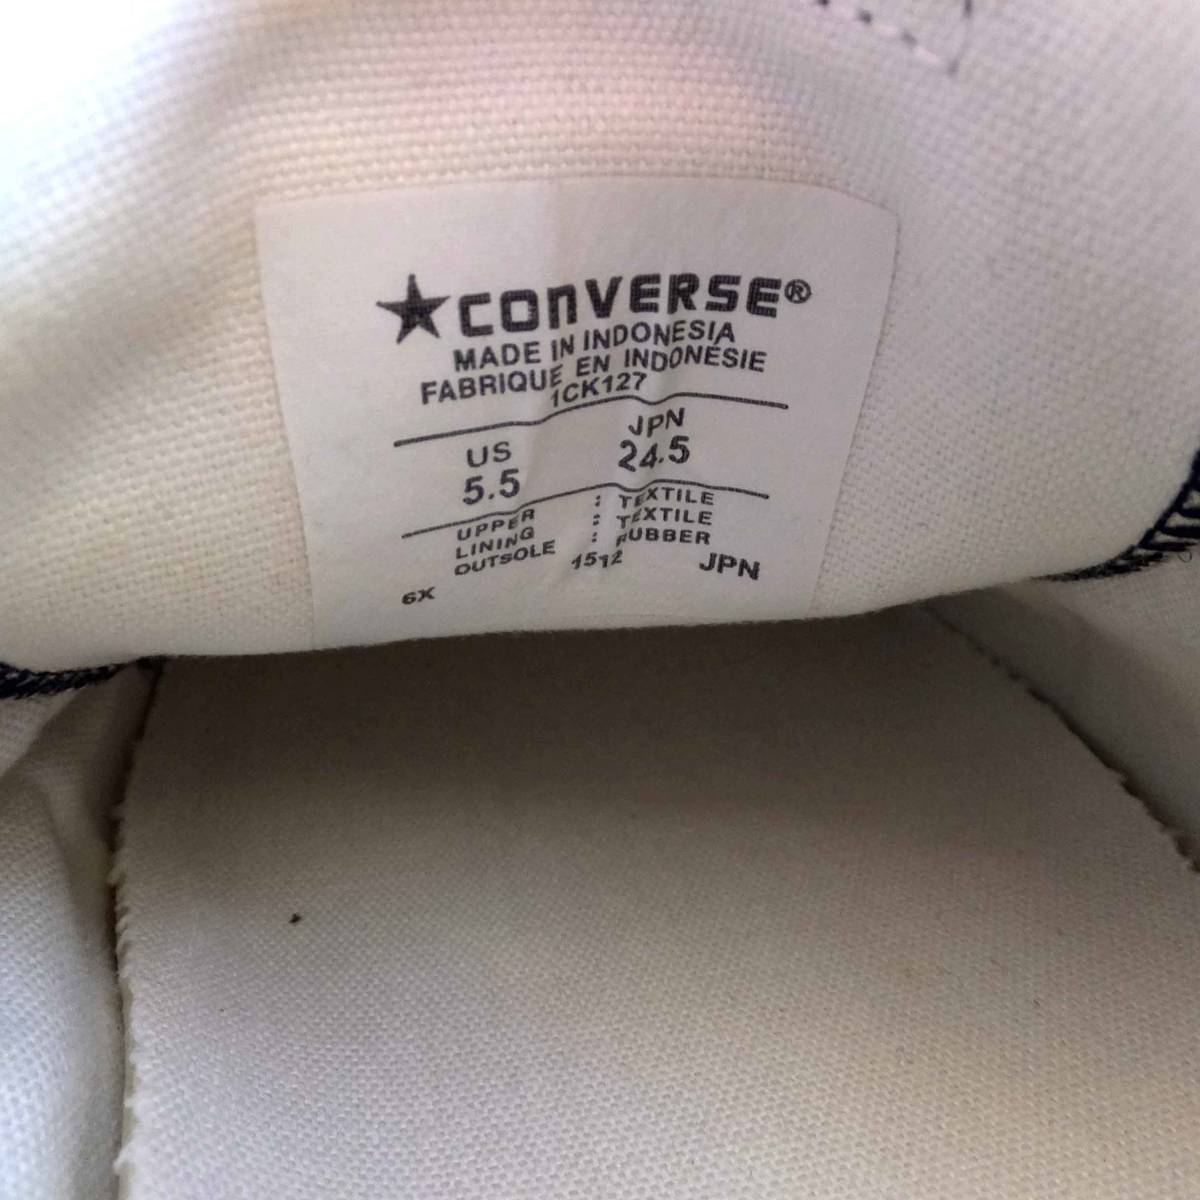 ★CONVERSE®
MADE IN INDONESIA
FABRIQUE EN INDONÉSIE
1CK127
US JPN
5.5 24.5
UPPER : TEXTILE
LINING : TEXTILE
OUTSOLE : RUBBER
6X 1512 JPN